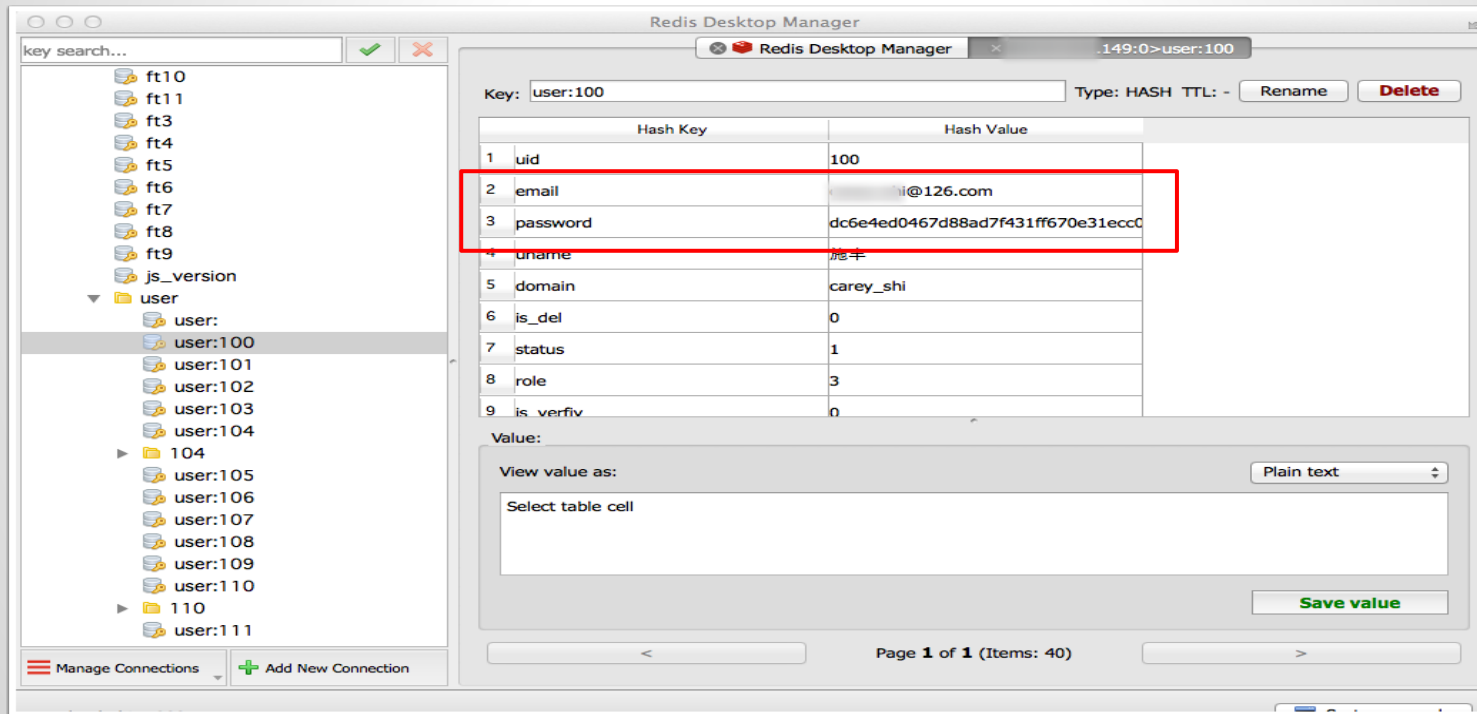 Redis Desktop Manager
key search...
Redis Desktop Manager
.149:0>user:100
ft10
ft11
ft3
ft4
ft5
ft6
ft7
ft8
ft9
js_version
user
user:
user:100
user:101
user:102
user:103
user:104
104
user:105
user:106
user:107
user:108
user:109
user:110
110
user:111
Manage Connections
Add New Connection
Key: user:100 Type: HASH TTL: - Rename Delete
Hash Key Hash Value
1 uid 100
2 email hi@126.com
3 password dc6e4ed0467d88ad7f431ff670e31ecc0
4 uname
5 domain carey_shi
6 is_del 0
7 status 1
8 role 3
9 is_verfiy 0
Value:
View value as: Plain text
Select table cell
Save value
< Page 1 of 1 (Items: 40) >